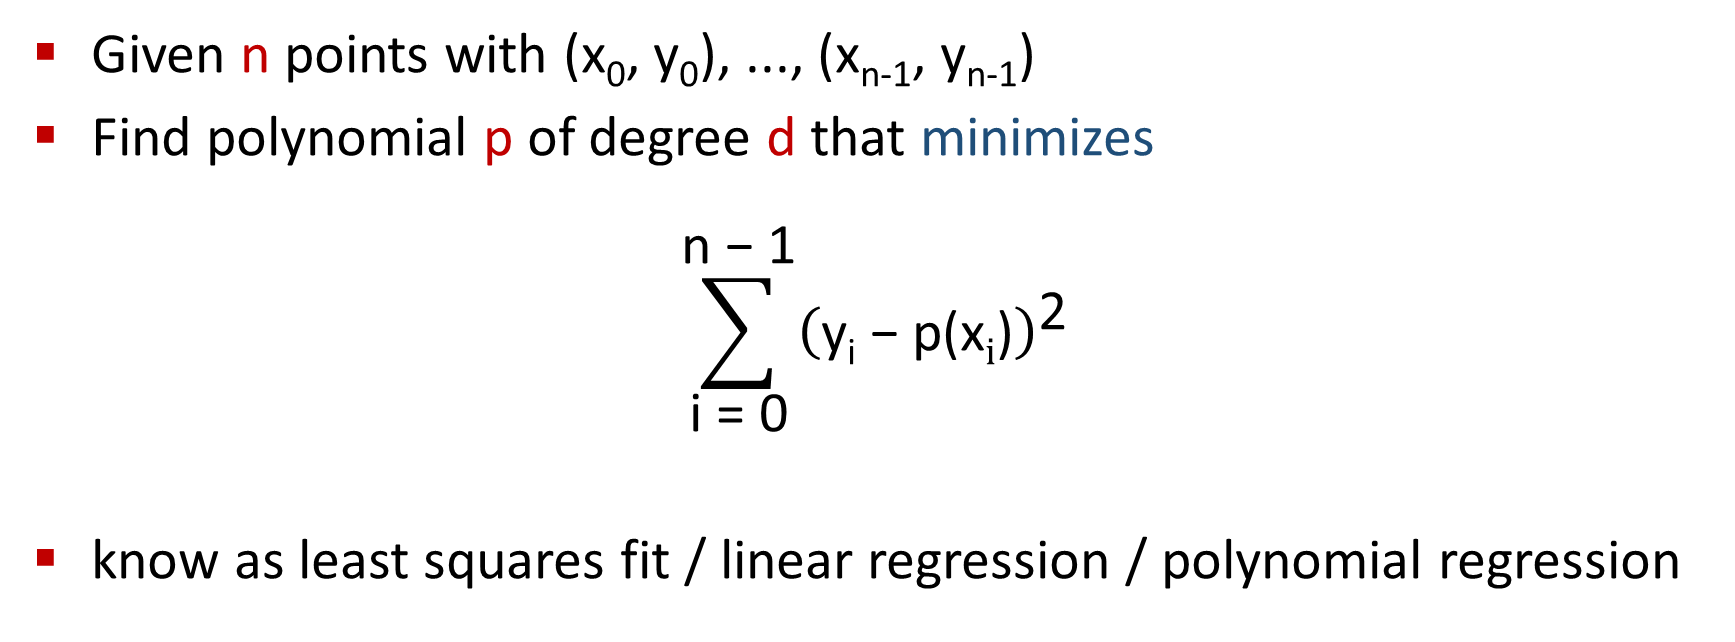 ▪ Given n points with (x₀, y₀), ..., (xₙ₋₁, yₙ₋₁)
▪ Find polynomial p of degree d that minimizes
n − 1
∑ (yᵢ − p(xᵢ))²
i = 0
▪ know as least squares fit / linear regression / polynomial regression